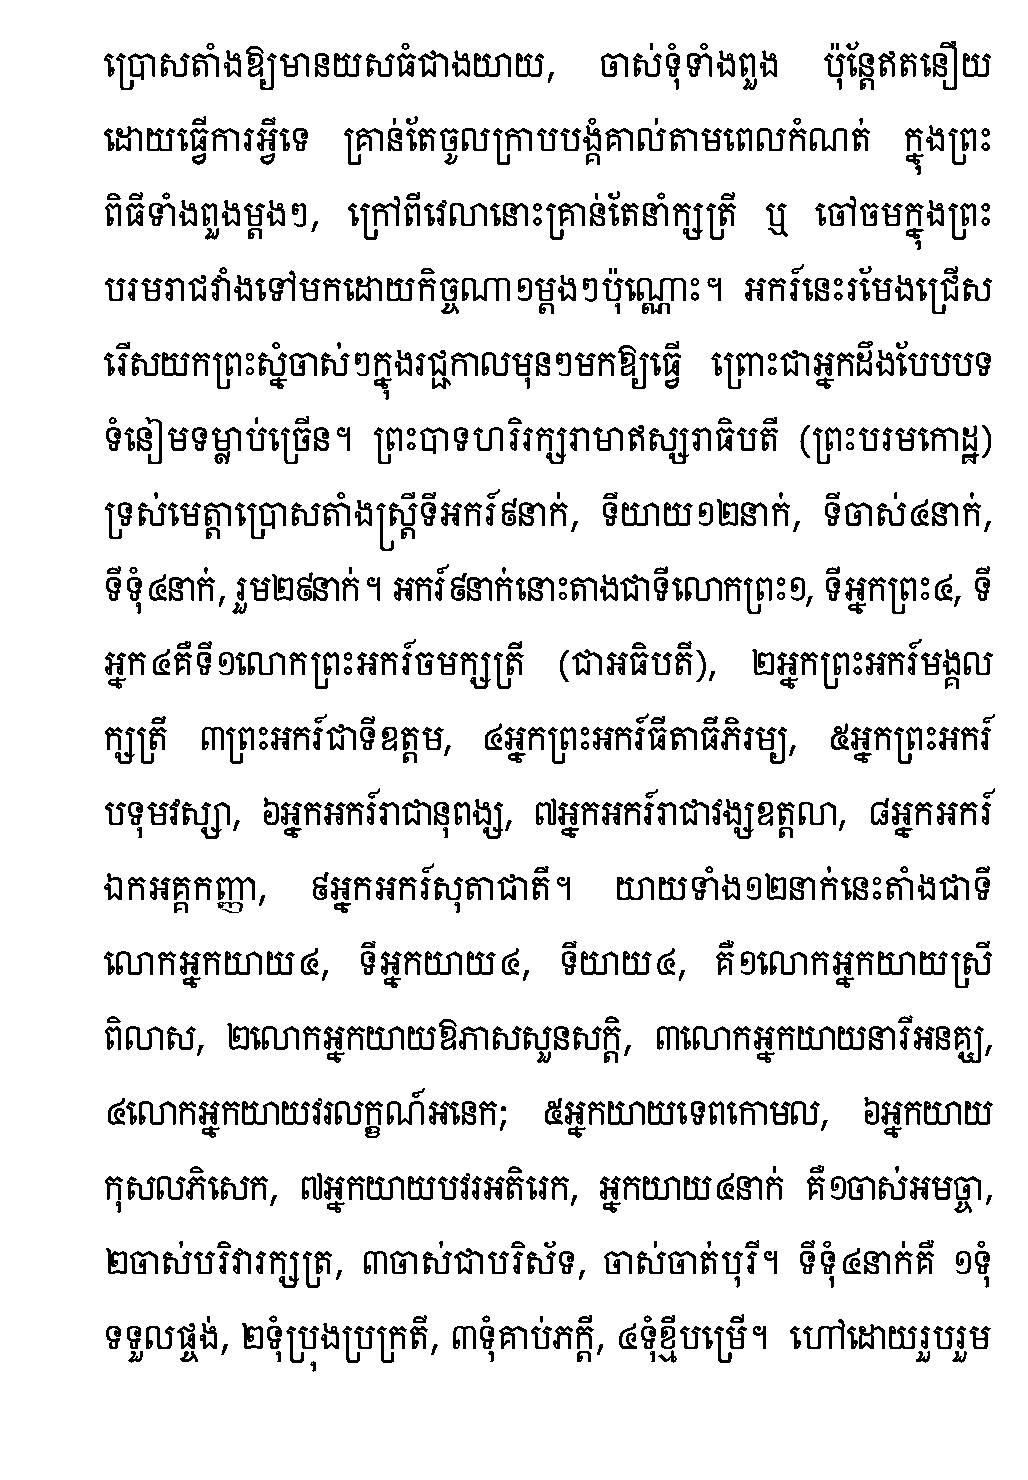 ប្រោសតាំងឱ្យមានយសធំជាងយាយ, ចាស់ទុំទាំងពួង ប៉ុន្តែឥតនឿយ
ដោយធ្វើការអ្វីទេ គ្រាន់តែចូលក្រាបបង្គំគាល់តាមពេលកំណត់ ក្នុងព្រះ
ពិធីទាំងពួងម្តងៗ, ក្រៅពីវេលានោះគ្រាន់តែនាំក្សត្រី ឬ ចៅចមក្នុងព្រះ
បរមរាជវាំងទៅមកដោយកិច្ចណា១ម្តងៗប៉ុណ្ណោះ។ អករ៍នេះរមែងជ្រើស
រើសយកព្រះស្នំចាស់ៗក្នុងរជ្ជកាលមុនៗមកឱ្យធ្វើ ព្រោះជាអ្នកដឹងបែបបទ
ទំនៀមទម្លាប់ច្រើន។ ព្រះបាទហរិរក្សរាមាឥស្សរាធិបតី (ព្រះបរមកោដ្ឋ)
ទ្រស់មេត្តាប្រោសតាំងស្ត្រីទីអករ៍៩នាក់, ទីយាយ១២នាក់, ទីចាស់៤នាក់,
ទីទុំ៤នាក់, រួម២៩នាក់។ អករ៍៩នាក់នោះតាងជាទីលោកព្រះ១, ទីអ្នកព្រះ៤, ទី
អ្នក៤គឺទី១លោកព្រះអករ៍ចមក្សត្រី (ជាអធិបតី), ២អ្នកព្រះអករ៍មង្គល
ក្សត្រី ៣ព្រះអករ៍ជាទីឧត្តម, ៤អ្នកព្រះអករ៍ធីតាធីភិរម្យ, ៥អ្នកព្រះអករ៍
បទុមវស្សា, ៦អ្នកអករ៍រាជានុពង្ស, ៧អ្នកអករ៍រាជាវង្សឧត្តលា, ៨អ្នកអករ៍
ឯកអគ្គកញ្ញា, ៩អ្នកអករ៍សុតាជាតី។ យាយទាំង១២នាក់នេះតាំងជាទី
លោកអ្នកយាយ៤, ទីអ្នកយាយ៤, ទីយាយ៤, គឺ១លោកអ្នកយាយស្រី
ពិលាស, ២លោកអ្នកយាយឱភាសសួនសក្តិ, ៣លោកអ្នកយាយនារីអនគ្ឃ,
៤លោកអ្នកយាយវរលក្ខណ៍អនេក; ៥អ្នកយាយទេពកោមល, ៦អ្នកយាយ
កុសលភិសេក, ៧អ្នកយាយបវរអតិរេក, អ្នកយាយ៤នាក់ គឺ១ចាស់អមច្ចា,
២ចាស់បរិវារក្សត្រ, ៣ចាស់ជាបរិស័ទ, ចាស់ចាត់បុរី។ ទីទុំ៤នាក់គឺ ១ទុំ
ទទួលផ្ចង់, ២ទុំប្រុងប្រក្រតី, ៣ទុំគាប់ភក្តី, ៤ទុំខ្មីបម្រើ។ ហៅដោយរួបរួម